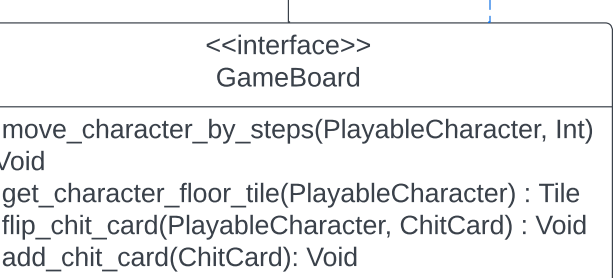 <<interface>>
GameBoard
move_character_by_steps(PlayableCharacter, Int)
Void
get_character_floor_tile(PlayableCharacter) : Tile
flip_chit_card(PlayableCharacter, ChitCard) : Void
add_chit_card(ChitCard): Void